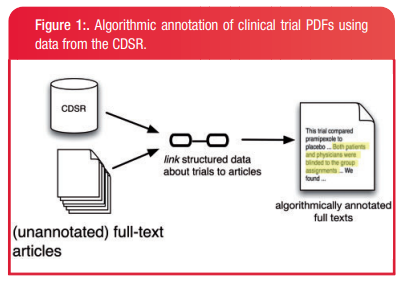 Figure 1:. Algorithmic annotation of clinical trial PDFs using
data from the CDSR.
CDSR
(unannotated) full-text
articles
link structured data
about trials to articles
This trial compared
pramipexole to
placebo ... Both patients
and physicians were
blinded to the group
assignments ... We
found ...
algorithmically annotated
full texts